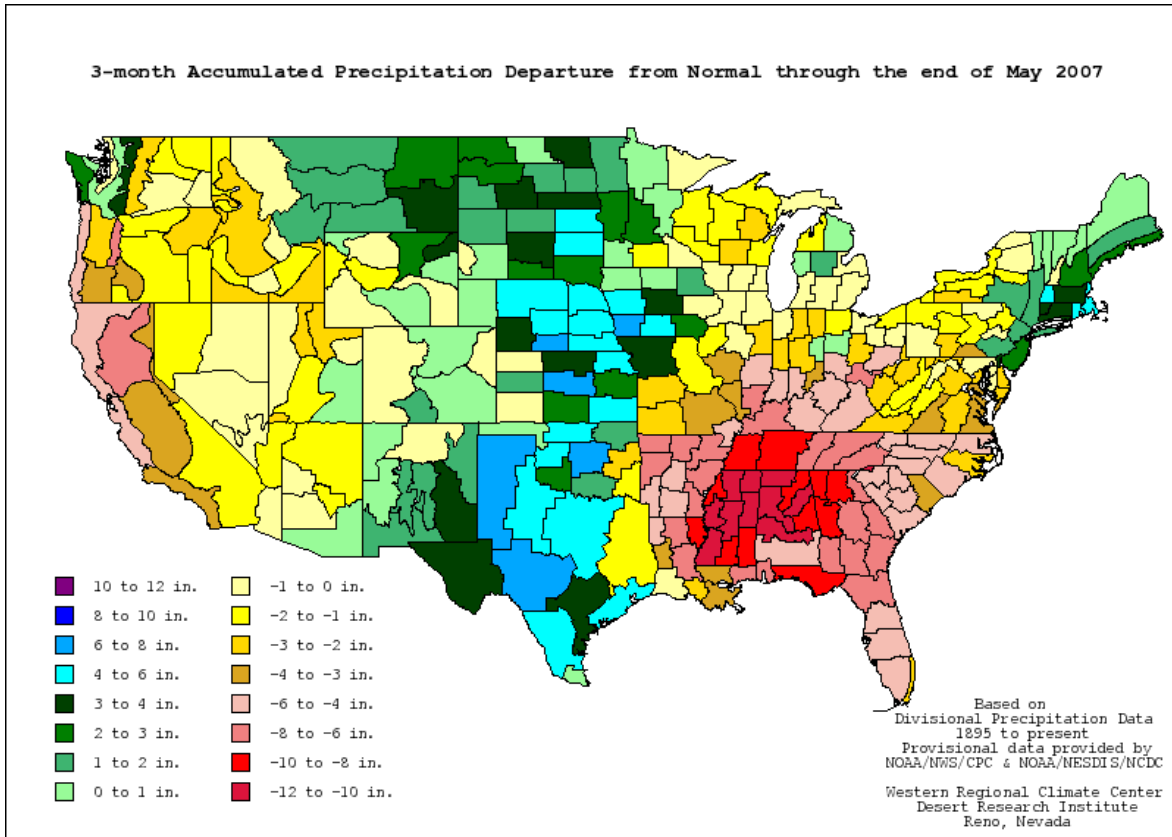 3-month Accumulated Precipitation Departure from Normal through the end of May 2007
10 to 12 in.
8 to 10 in.
6 to 8 in.
4 to 6 in.
3 to 4 in.
2 to 3 in.
1 to 2 in.
0 to 1 in.
-1 to 0 in.
-2 to -1 in.
-3 to -2 in.
-4 to -3 in.
-6 to -4 in.
-8 to -6 in.
-10 to -8 in.
-12 to -10 in.
Based on
Divisional Precipitation Data
1895 to present
Provisional data provided by
NOAA/NWS/CPC & NOAA/NESDIS/NCDC
Western Regional Climate Center
Desert Research Institute
Reno, Nevada